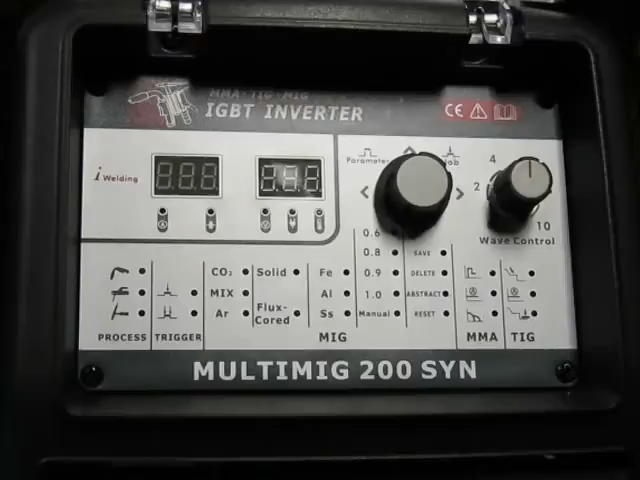 MMA · TIG · MIG
IGBT INVERTER
CE
i Welding
Parameter
Job
2
4
10
Wave Control
0.6
0.8
0.9
1.0
Manual
SAVE
DELETE
ABSTRACT
RESET
CO₂
MIX
Ar
Solid
Flux-
Cored
Fe
Al
Ss
PROCESS
TRIGGER
MIG
MMA
TIG
MULTIMIG 200 SYN